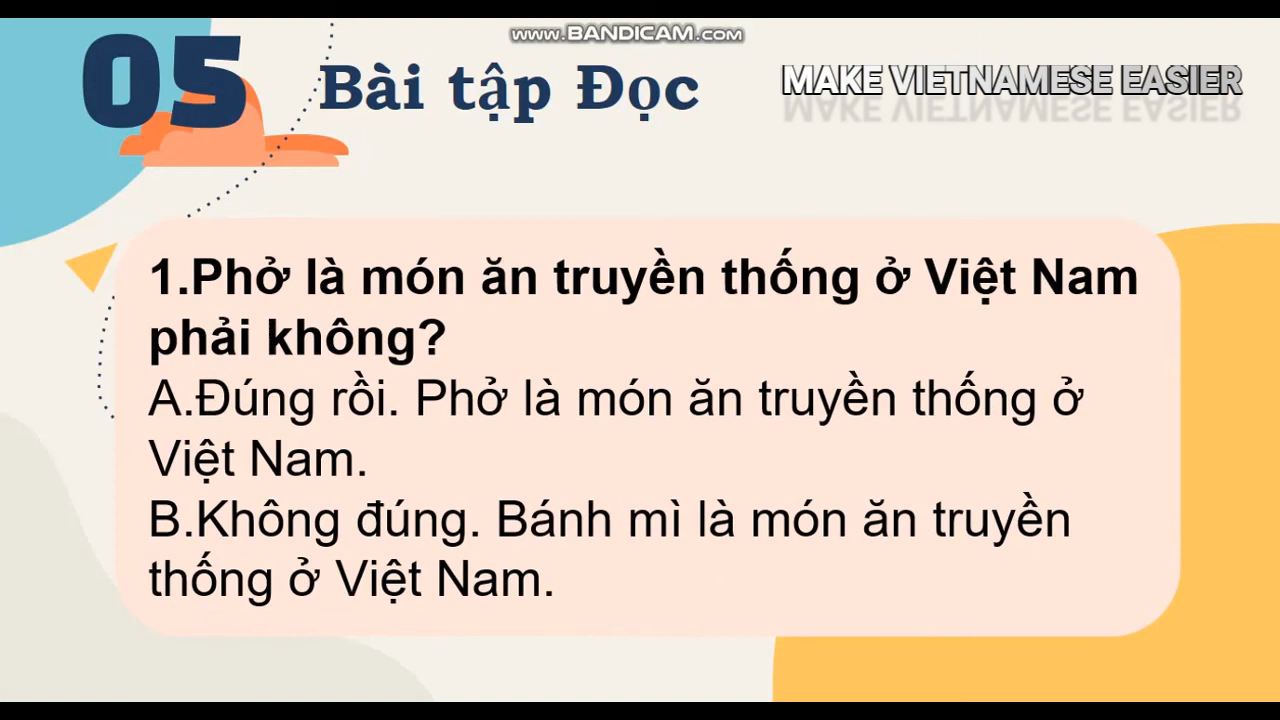 www.BANDICAM.com
05
Bài tập Đọc
MAKE VIETNAMESE EASIER
1.Phở là món ăn truyền thống ở Việt Nam
phải không?
A.Đúng rồi. Phở là món ăn truyền thống ở
Việt Nam.
B.Không đúng. Bánh mì là món ăn truyền
thống ở Việt Nam.